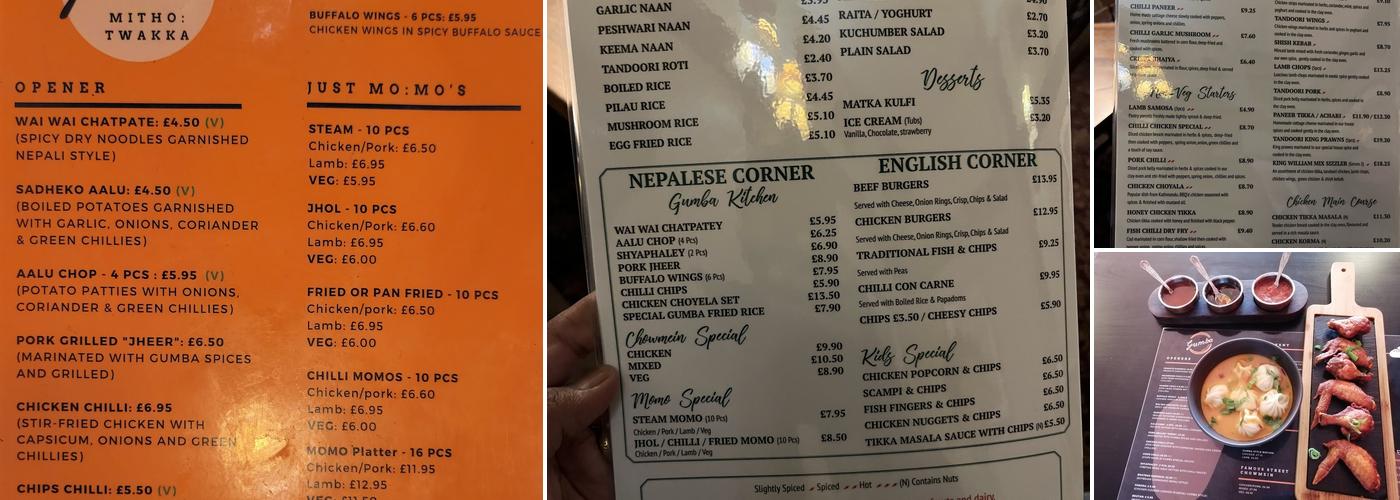 MITHO:
TWAKKA
BUFFALO WINGS - 6 PCS: £5.95
CHICKEN WINGS IN SPICY BUFFALO SAUCE
OPENER
WAI WAI CHATPATE: £4.50 (V)
(SPICY DRY NOODLES GARNISHED
NEPALI STYLE)
SADHEKO AALU: £4.50 (V)
(BOILED POTATOES GARNISHED
WITH GARLIC, ONIONS, CORIANDER
& GREEN CHILLIES)
AALU CHOP - 4 PCS : £5.95 (V)
(POTATO PATTIES WITH ONIONS,
CORIANDER & GREEN CHILLIES)
PORK GRILLED "JHEER": £6.50
(MARINATED WITH GUMBA SPICES
AND GRILLED)
CHICKEN CHILLI: £6.95
(STIR-FRIED CHICKEN WITH
CAPSICUM, ONIONS AND GREEN
CHILLIES)
CHIPS CHILLI: £5.50 (V)
JUST MO:MO'S
STEAM - 10 PCS
Chicken/Pork: £6.50
Lamb: £6.95
VEG: £5.95
JHOL - 10 PCS
Chicken/Pork: £6.60
Lamb: £6.95
VEG: £6.00
FRIED OR PAN FRIED - 10 PCS
Chicken/pork: £6.50
Lamb: £6.95
VEG: £6.00
CHILLI MOMOS - 10 PCS
Chicken/Pork: £6.60
Lamb: £6.95
VEG: £6.00
MOMO Platter - 16 PCS
Chicken/Pork: £11.95
Lamb: £12.95
GARLIC NAAN £3.95
PESHWARI NAAN £4.45
KEEMA NAAN £4.20
TANDOORI ROTI £2.40
BOILED RICE £3.70
PILAU RICE £4.45
MUSHROOM RICE £5.10
EGG FRIED RICE £5.10
£4.90
RAITA / YOGHURT £2.70
KUCHUMBER SALAD £3.20
PLAIN SALAD £3.70
Desserts
MATKA KULFI £5.35
ICE CREAM (Tubs) £3.20
Vanilla, Chocolate, strawberry
NEPALESE CORNER
Gumba Kitchen
WAI WAI CHATPATEY £5.95
AALU CHOP (4 Pcs) £6.25
SHYAPHALEY (2 Pcs) £6.90
PORK JHEER £8.90
BUFFALO WINGS (6 Pcs) £7.95
CHILLI CHIPS £5.90
CHICKEN CHOYELA SET £13.50
SPECIAL GUMBA FRIED RICE £7.90
Chowmein Special
CHICKEN £9.90
MIXED £10.50
VEG £8.90
Momo Special
STEAM MOMO (10 Pcs) £7.95
Chicken / Pork / Lamb / Veg
JHOL / CHILLI / FRIED MOMO (10 Pcs) £8.50
Chicken / Pork / Lamb / Veg
ENGLISH CORNER
BEEF BURGERS £13.95
Served with Cheese, Onion Rings, Crisp, Chips & Salad
CHICKEN BURGERS £12.95
Served with Cheese, Onion Rings, Crisp, Chips & Salad
TRADITIONAL FISH & CHIPS £9.25
Served with Peas
CHILLI CON CARNE £9.95
Served with Boiled Rice & Papadoms
CHIPS £3.50 / CHEESY CHIPS £5.90
Kids Special
CHICKEN POPCORN & CHIPS £6.50
SCAMPI & CHIPS £6.50
FISH FINGERS & CHIPS £6.50
CHICKEN NUGGETS & CHIPS £6.50
TIKKA MASALA SAUCE WITH CHIPS (N) £5.50
Slightly Spiced Spiced Hot (N) Contains Nuts
CHILLI PANEER £9.25
CHILLI GARLIC MUSHROOM £7.60
£6.40
Non-Veg Starters
LAMB SAMOSA £4.90
CHILLI CHICKEN SPECIAL £8.70
PORK CHILLI £8.90
CHICKEN CHOYALA £8.70
HONEY CHICKEN TIKKA £8.90
FISH CHILLI DRY FRY £9.40
TANDOORI WINGS £7.95
SHISH KEBAB £8.70
LAMB CHOPS £13.25
TANDOORI PORK £8.90
PANEER TIKKA / ACHARI £11.90 / £12.30
TANDOORI KING PRAWNS £19.20
KING WILLIAM MIX SIZZLER £18.25
Chicken Main Course
CHICKEN TIKKA MASALA £11.50
CHICKEN KORMA £10.20
Gumba
OPENERS
FAMOUS STREET
CHOWMEIN